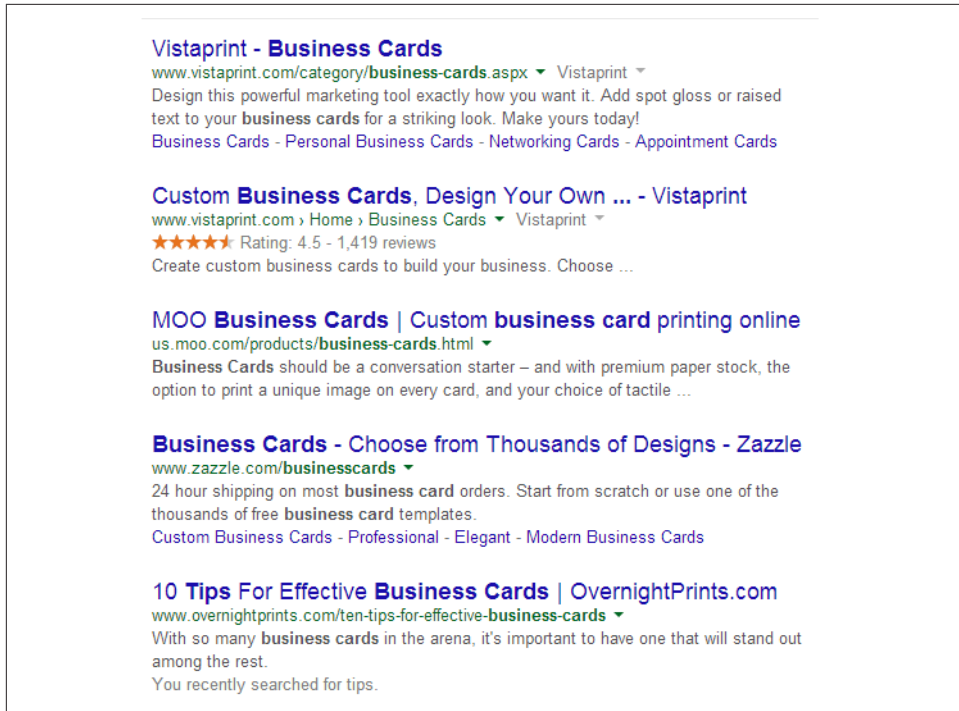 Vistaprint - Business Cards
www.vistaprint.com/category/business-cards.aspx Vistaprint
Design this powerful marketing tool exactly how you want it. Add spot gloss or raised
text to your business cards for a striking look. Make yours today!
Business Cards - Personal Business Cards - Networking Cards - Appointment Cards
Custom Business Cards, Design Your Own ... - Vistaprint
www.vistaprint.com › Home › Business Cards Vistaprint
Rating: 4.5 - 1,419 reviews
Create custom business cards to build your business. Choose ...
MOO Business Cards | Custom business card printing online
us.moo.com/products/business-cards.html
Business Cards should be a conversation starter – and with premium paper stock, the
option to print a unique image on every card, and your choice of tactile ...
Business Cards - Choose from Thousands of Designs - Zazzle
www.zazzle.com/businesscards
24 hour shipping on most business card orders. Start from scratch or use one of the
thousands of free business card templates.
Custom Business Cards - Professional - Elegant - Modern Business Cards
10 Tips For Effective Business Cards | OvernightPrints.com
www.overnightprints.com/ten-tips-for-effective-business-cards
With so many business cards in the arena, it's important to have one that will stand out
among the rest.
You recently searched for tips.